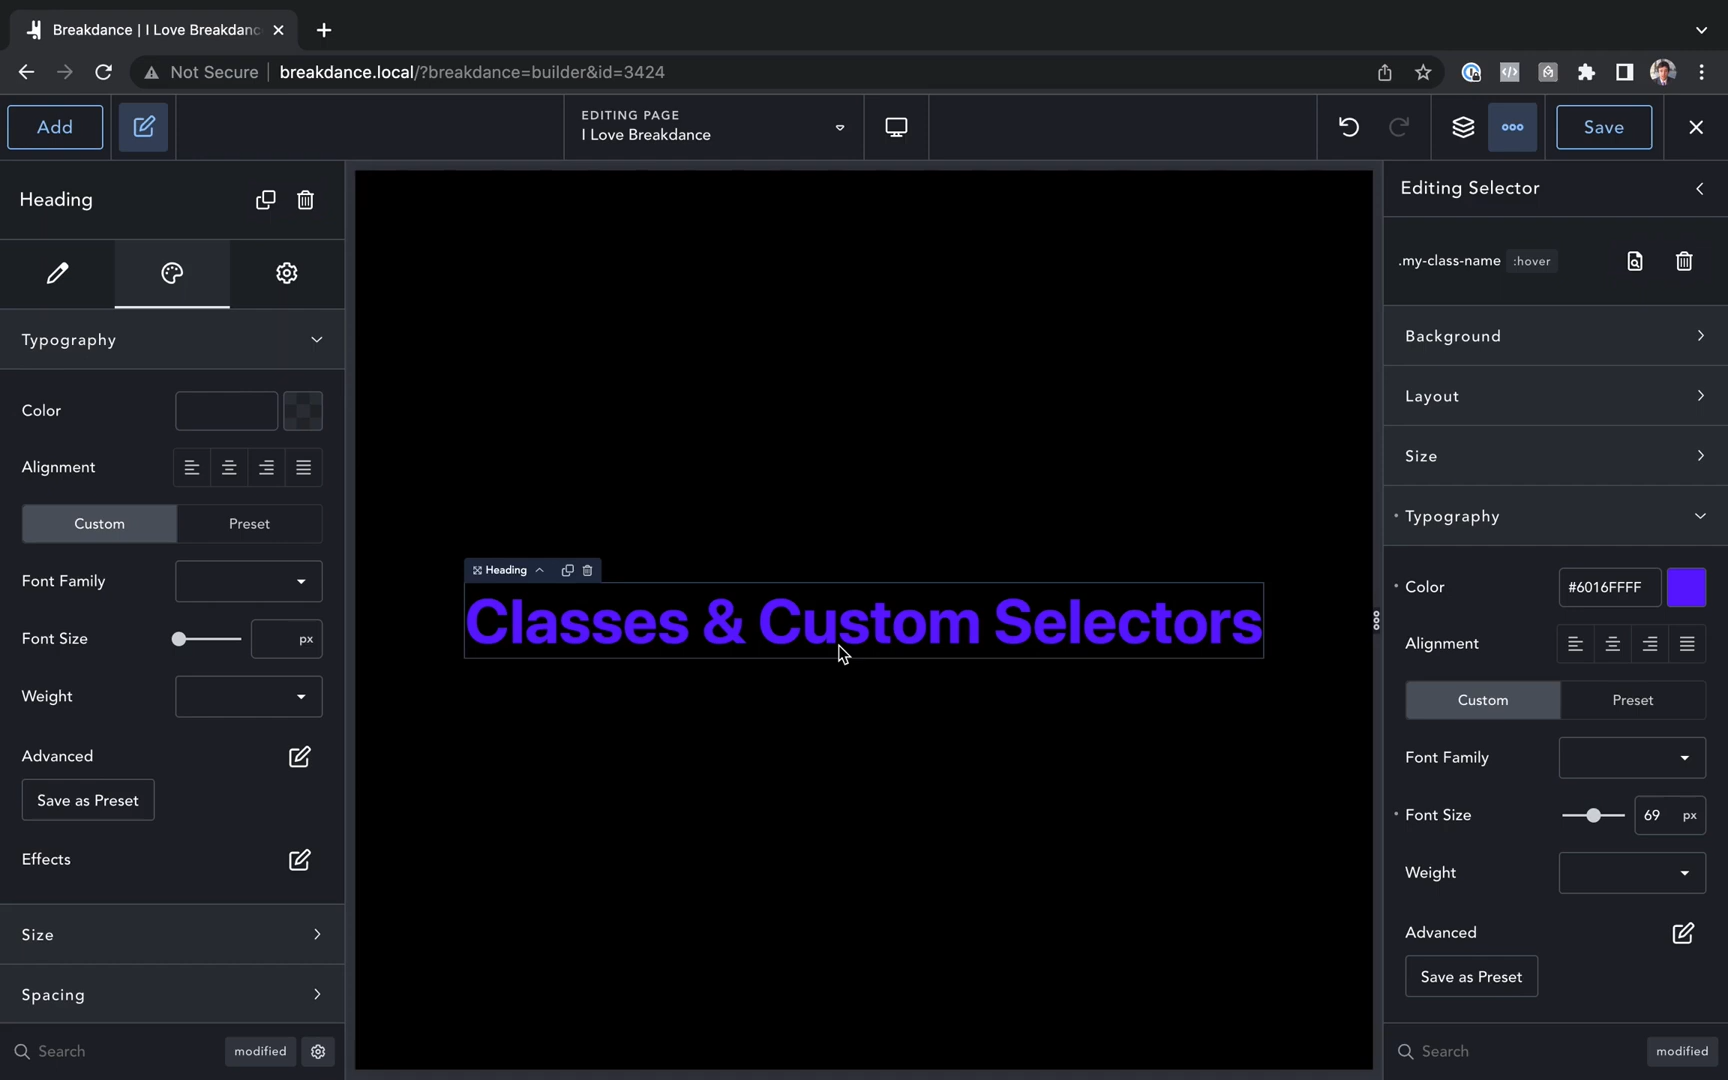 Breakdance | I Love Breakdanc
Not Secure
breakdance.local/?breakdance=builder&id=3424
Add
EDITING PAGE
I Love Breakdance
Save
Heading
Typography
Color
Alignment
Custom
Preset
Font Family
Font Size
px
Weight
Advanced
Save as Preset
Effects
Size
Spacing
Search
modified
Heading
Classes & Custom Selectors
Editing Selector
.my-class-name
:hover
Background
Layout
Size
Typography
Color
#6016FFFF
Alignment
Custom
Preset
Font Family
Font Size
69
px
Weight
Advanced
Save as Preset
Search
modified